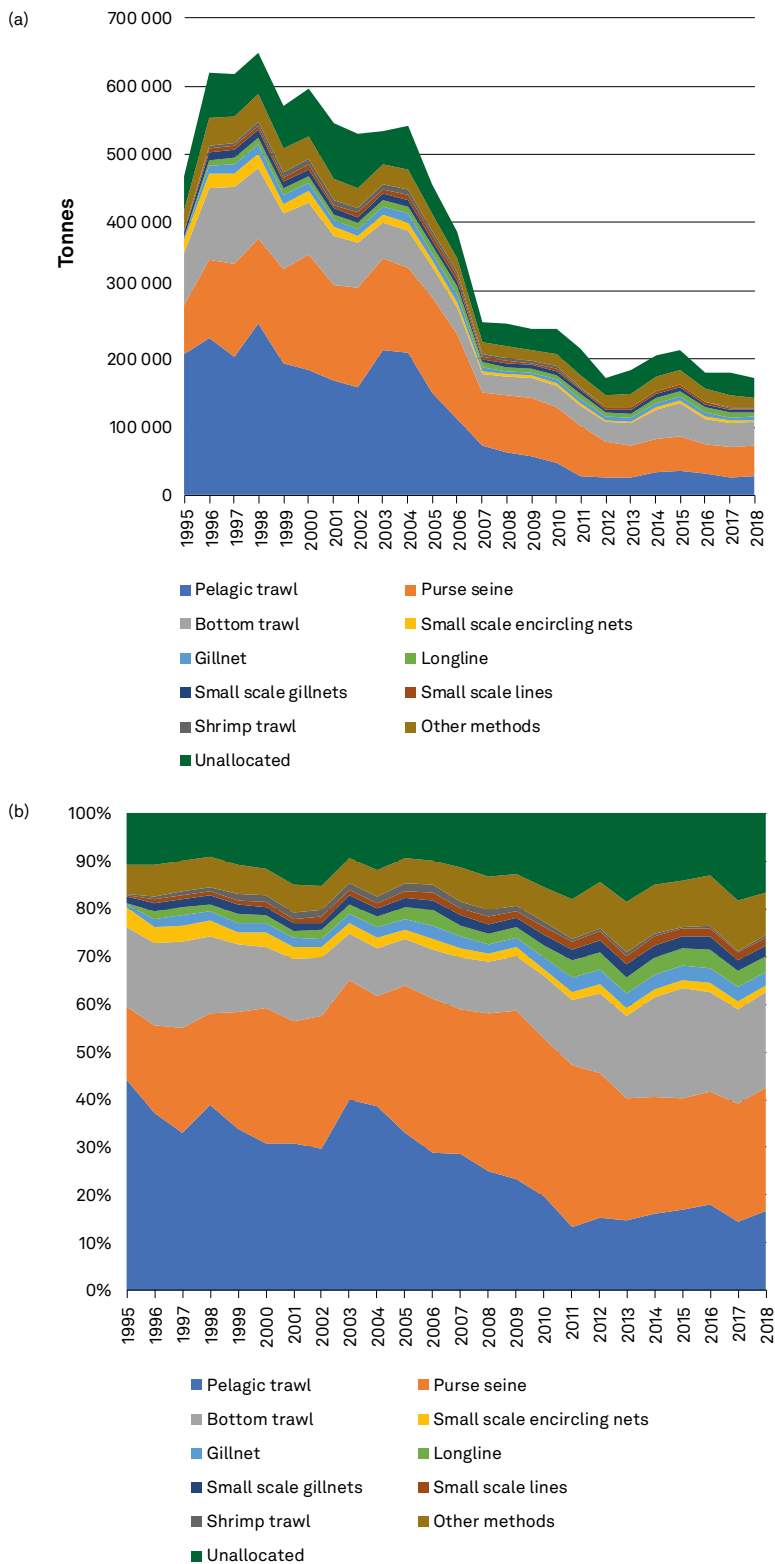 (a)
700 000
600 000
500 000
400 000
300 000
200 000
100 000
0
Tonnes
1995 1996 1997 1998 1999 2000 2001 2002 2003 2004 2005 2006 2007 2008 2009 2010 2011 2012 2013 2014 2015 2016 2017 2018
Pelagic trawl Purse seine
Bottom trawl Small scale encircling nets
Gillnet Longline
Small scale gillnets Small scale lines
Shrimp trawl Other methods
Unallocated
(b)
100%
90%
80%
70%
60%
50%
40%
30%
20%
10%
0%
1995 1996 1997 1998 1999 2000 2001 2002 2003 2004 2005 2006 2007 2008 2009 2010 2011 2012 2013 2014 2015 2016 2017 2018
Pelagic trawl Purse seine
Bottom trawl Small scale encircling nets
Gillnet Longline
Small scale gillnets Small scale lines
Shrimp trawl Other methods
Unallocated